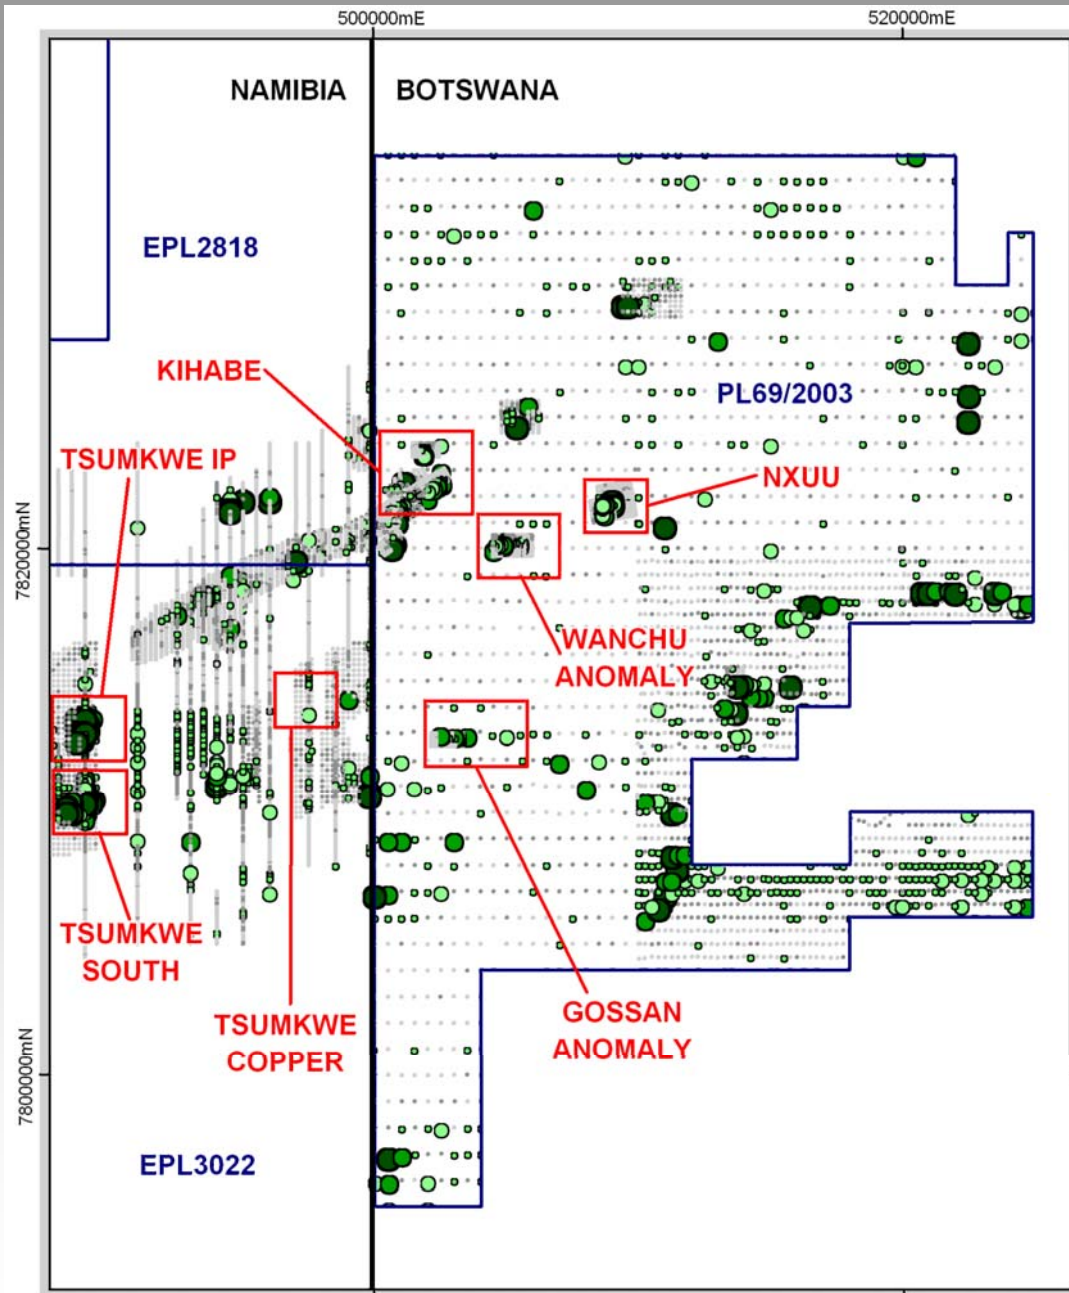 500000mE
520000mE
NAMIBIA
BOTSWANA
EPL2818
KIHABE
PL69/2003
TSUMKWE IP
NXUU
7820000mN
WANCHU
ANOMALY
TSUMKWE
SOUTH
TSUMKWE
COPPER
GOSSAN
ANOMALY
7800000mN
EPL3022